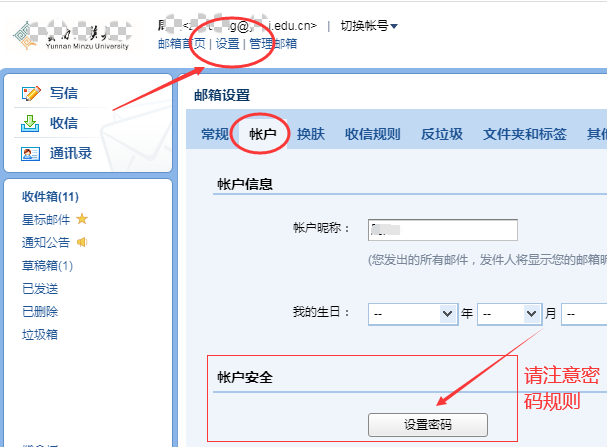 .edu.cn> | 切换帐号
Yunnan Minzu University
邮箱首页 | 设置 | 管理邮箱
写信
收信
通讯录
收件箱(11)
星标邮件
通知公告
草稿箱(1)
已发送
已删除
垃圾箱
邮箱设置
常规 帐户 换肤 收信规则 反垃圾 文件夹和标签 其他
帐户信息
帐户昵称：
(您发出的所有邮件，发件人将显示您的邮箱昵
我的生日： -- 年 -- 月 --
帐户安全
设置密码
请注意密
码规则